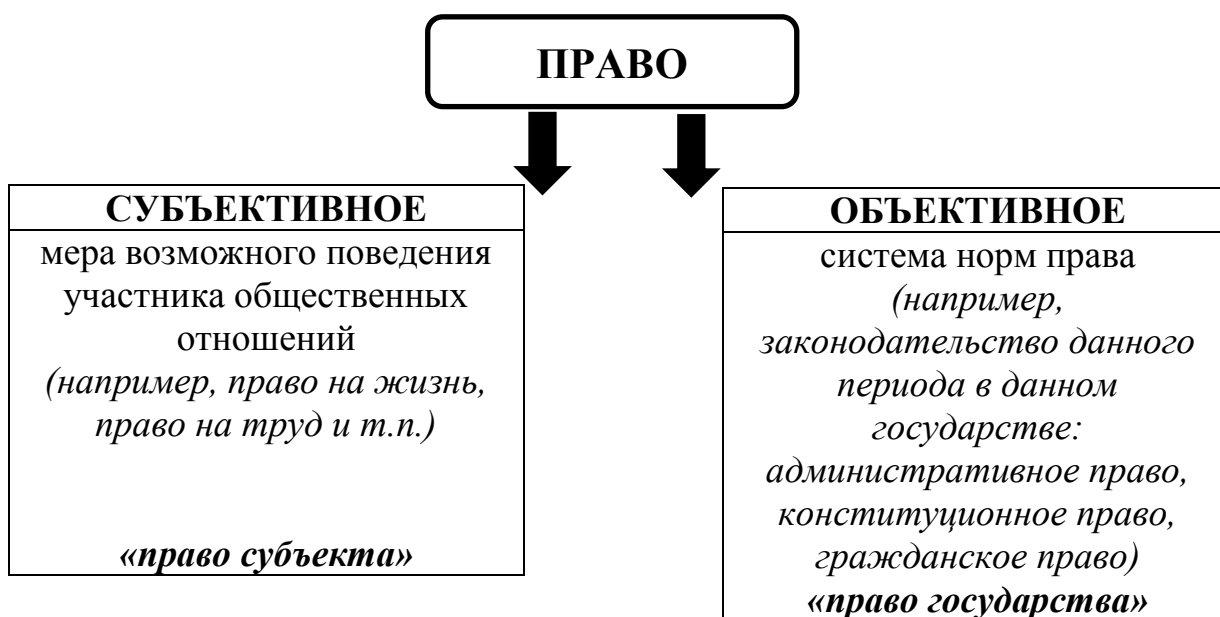 ПРАВО
СУБЪЕКТИВНОЕ
мера возможного поведения
участника общественных
отношений
(например, право на жизнь,
право на труд и т.п.)
«право субъекта»
ОБЪЕКТИВНОЕ
система норм права
(например,
законодательство данного
периода в данном
государстве:
административное право,
конституционное право,
гражданское право)
«право государства»